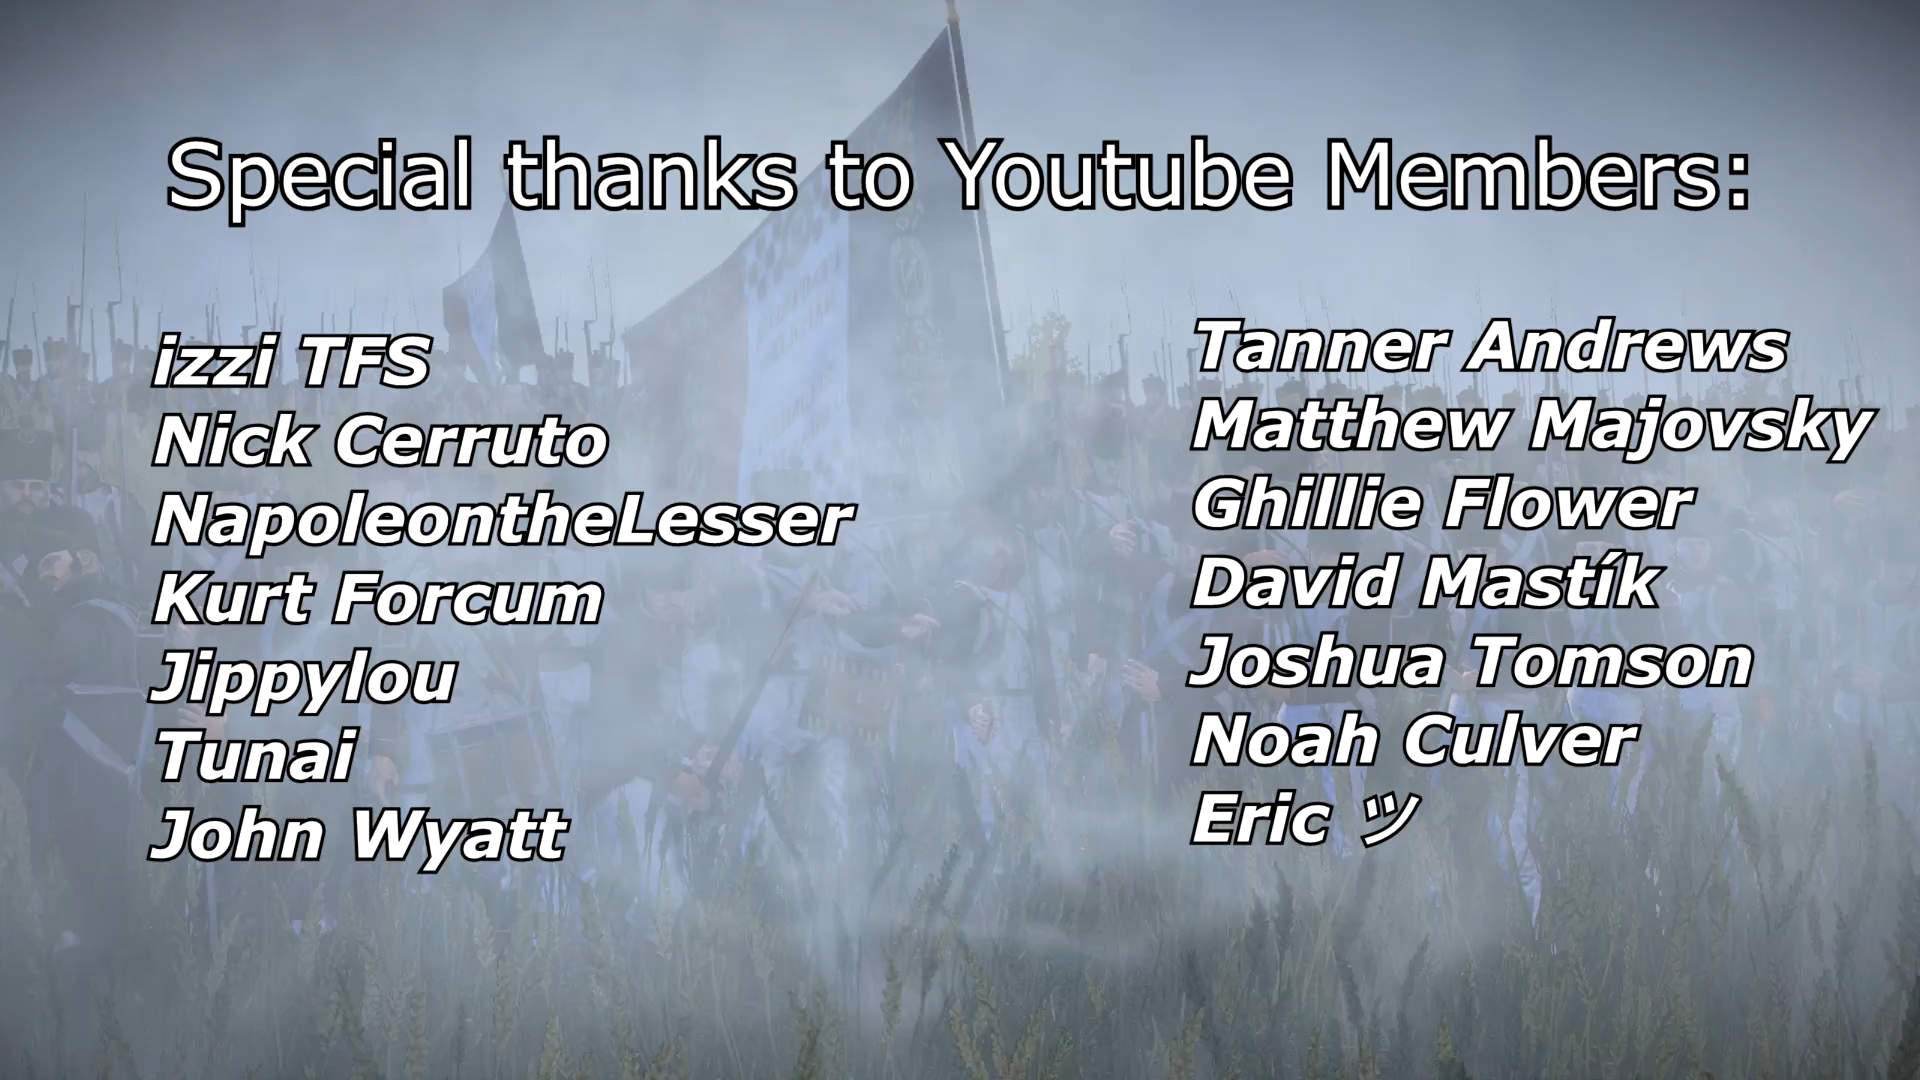 Special thanks to Youtube Members:
izzi TFS
Nick Cerruto
NapoleontheLesser
Kurt Forcum
Jippylou
Tunai
John Wyatt
Tanner Andrews
Matthew Majovsky
Ghillie Flower
David Mastík
Joshua Tomson
Noah Culver
Eric ツ